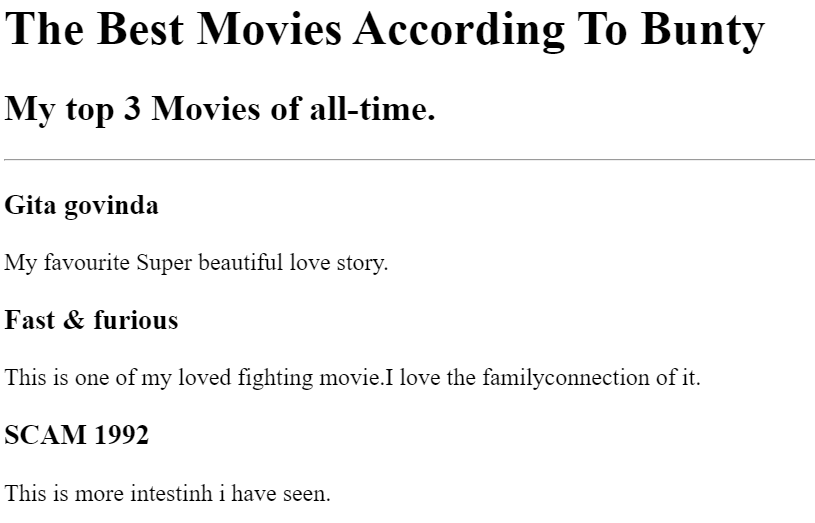 The Best Movies According To Bunty
My top 3 Movies of all-time.
Gita govinda
My favourite Super beautiful love story.
Fast & furious
This is one of my loved fighting movie.I love the familyconnection of it.
SCAM 1992
This is more intestinh i have seen.